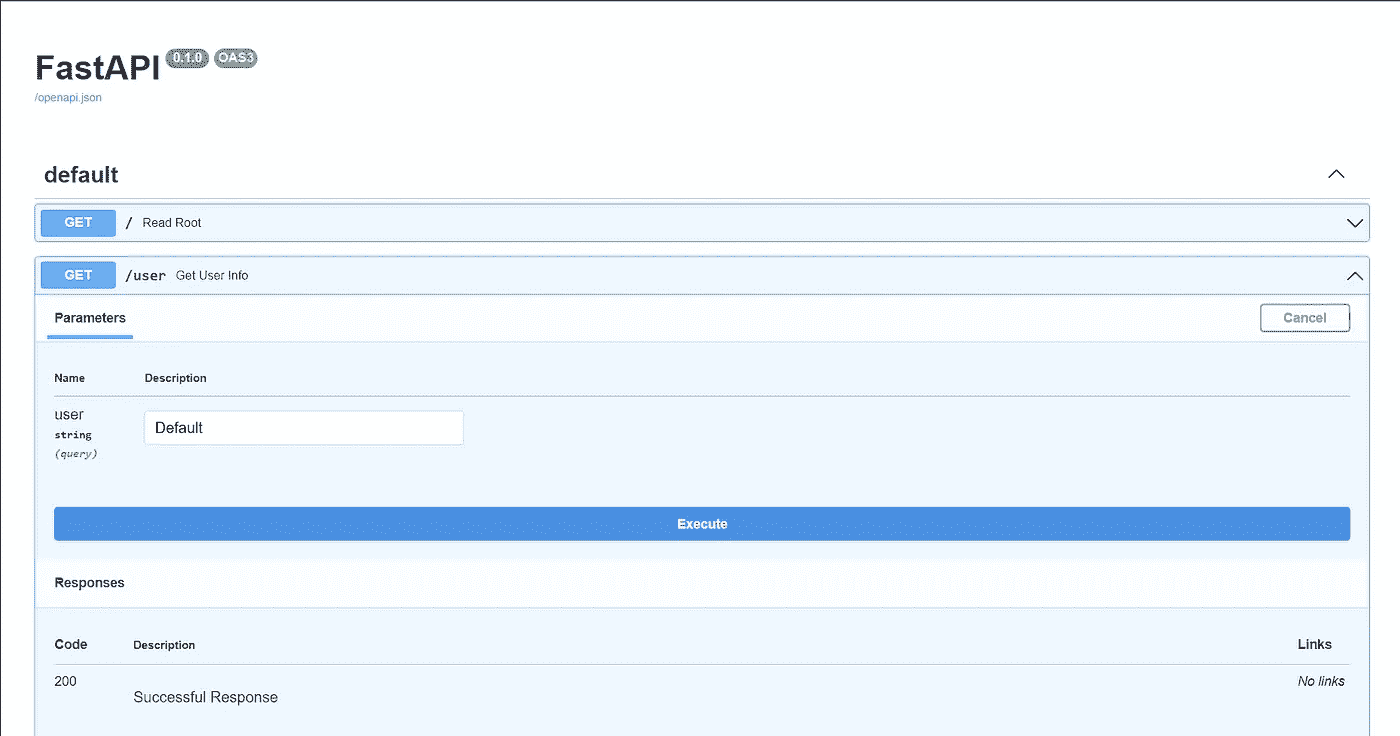 FastAPI 0.1.0 OAS3
/openapi.json
default
GET / Read Root
GET /user Get User Info
Parameters Cancel
Name Description
user
string
(query)
Default
Execute
Responses
Code Description Links
200 No links
Successful Response